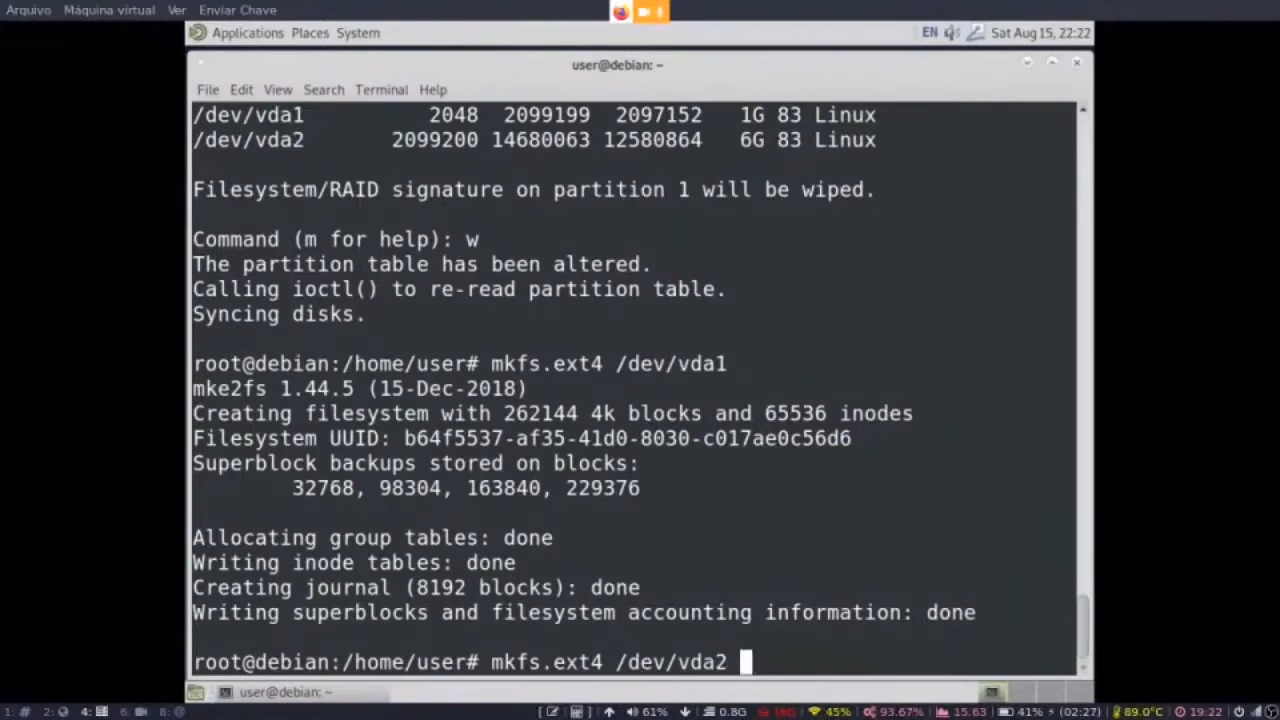 Arquivo Máquina virtual Ver Enviar Chave
Applications Places System EN Sat Aug 15, 22:22
user@debian: ~
File Edit View Search Terminal Help
/dev/vda1 2048 2099199 2097152 1G 83 Linux
/dev/vda2 2099200 14680063 12580864 6G 83 Linux
Filesystem/RAID signature on partition 1 will be wiped.
Command (m for help): w
The partition table has been altered.
Calling ioctl() to re-read partition table.
Syncing disks.
root@debian:/home/user# mkfs.ext4 /dev/vda1
mke2fs 1.44.5 (15-Dec-2018)
Creating filesystem with 262144 4k blocks and 65536 inodes
Filesystem UUID: b64f5537-af35-41d0-8030-c017ae0c56d6
Superblock backups stored on blocks:
32768, 98304, 163840, 229376
Allocating group tables: done
Writing inode tables: done
Creating journal (8192 blocks): done
Writing superblocks and filesystem accounting information: done
root@debian:/home/user# mkfs.ext4 /dev/vda2
user@debian: ~
1: # 2: 4: 6: 8: 61% 0.8G 45% 93.67% 15.63 41% (02:27) 89.0°C 19:22